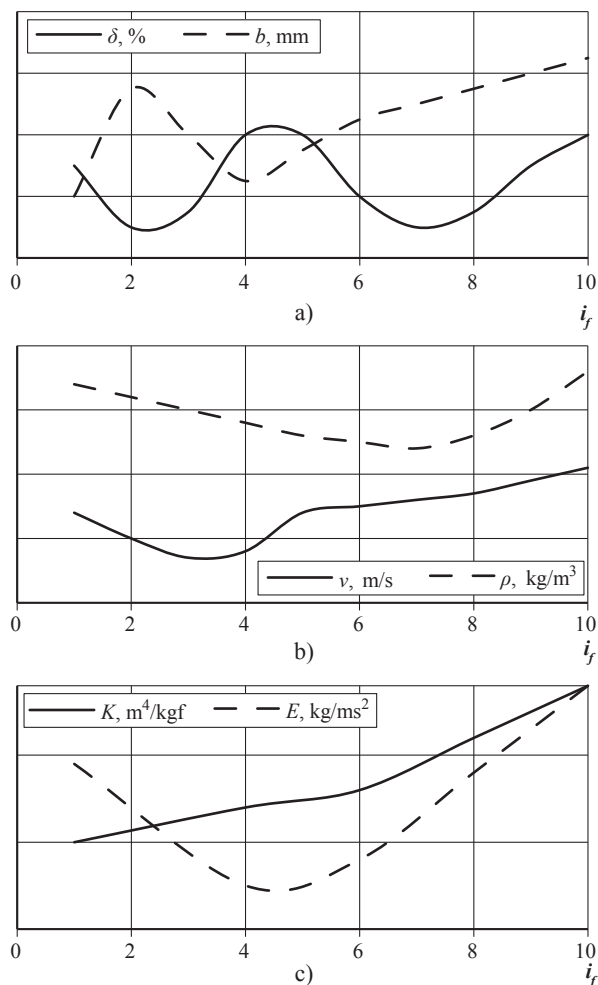 δ, % b, mm
0 2 4 6 8 10
a) i_f
v, m/s ρ, kg/m³
0 2 4 6 8 10
b) i_f
K, m⁴/kgf E, kg/ms²
0 2 4 6 8 10
c) i_f